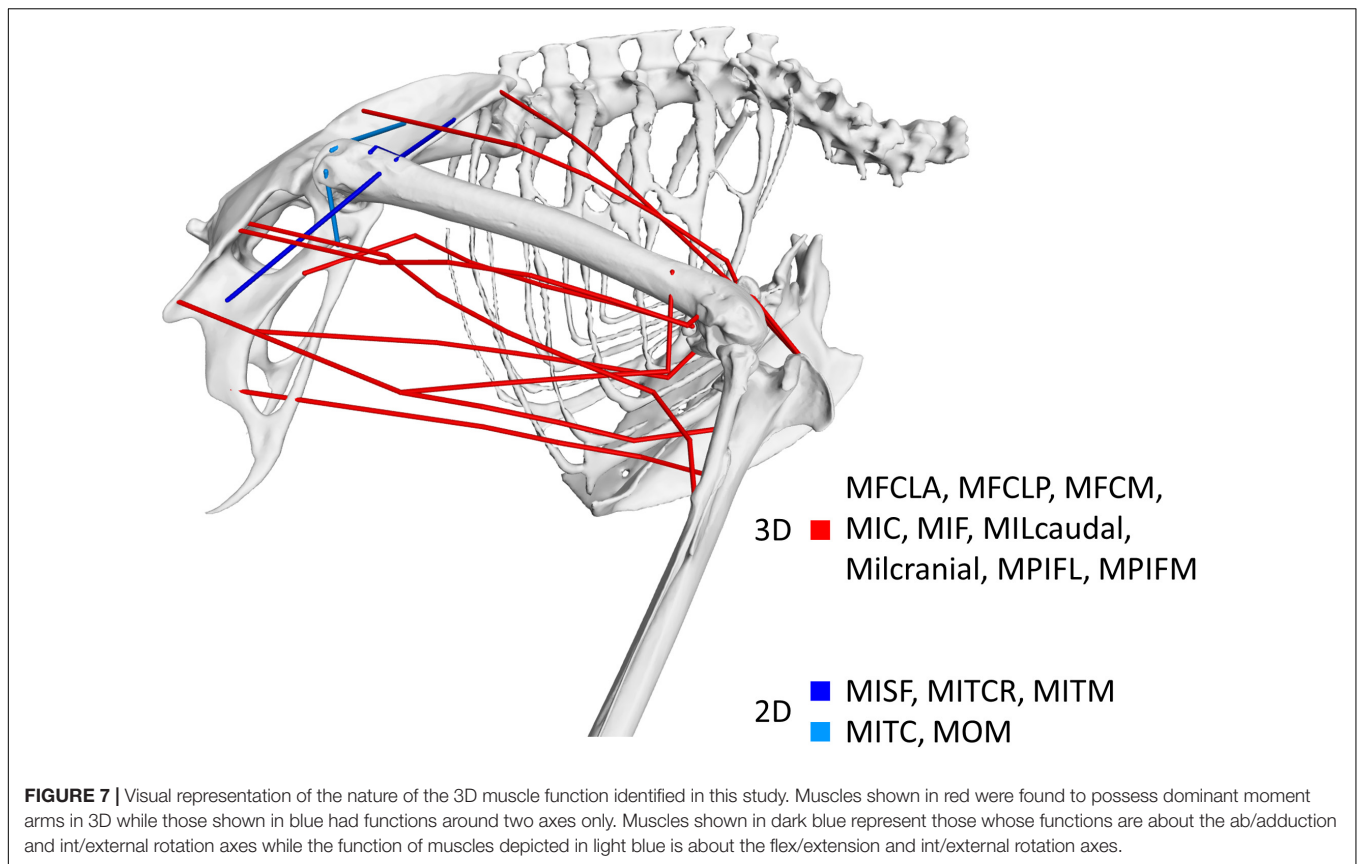 3D
MFCLA, MFCLP, MFCM,
MIC, MIF, MILcaudal,
Milcranial, MPIFL, MPIFM
2D
MISF, MITCR, MITM
MITC, MOM
FIGURE 7 | Visual representation of the nature of the 3D muscle function identified in this study. Muscles shown in red were found to possess dominant moment
arms in 3D while those shown in blue had functions around two axes only. Muscles shown in dark blue represent those whose functions are about the ab/adduction
and int/external rotation axes while the function of muscles depicted in light blue is about the flex/extension and int/external rotation axes.